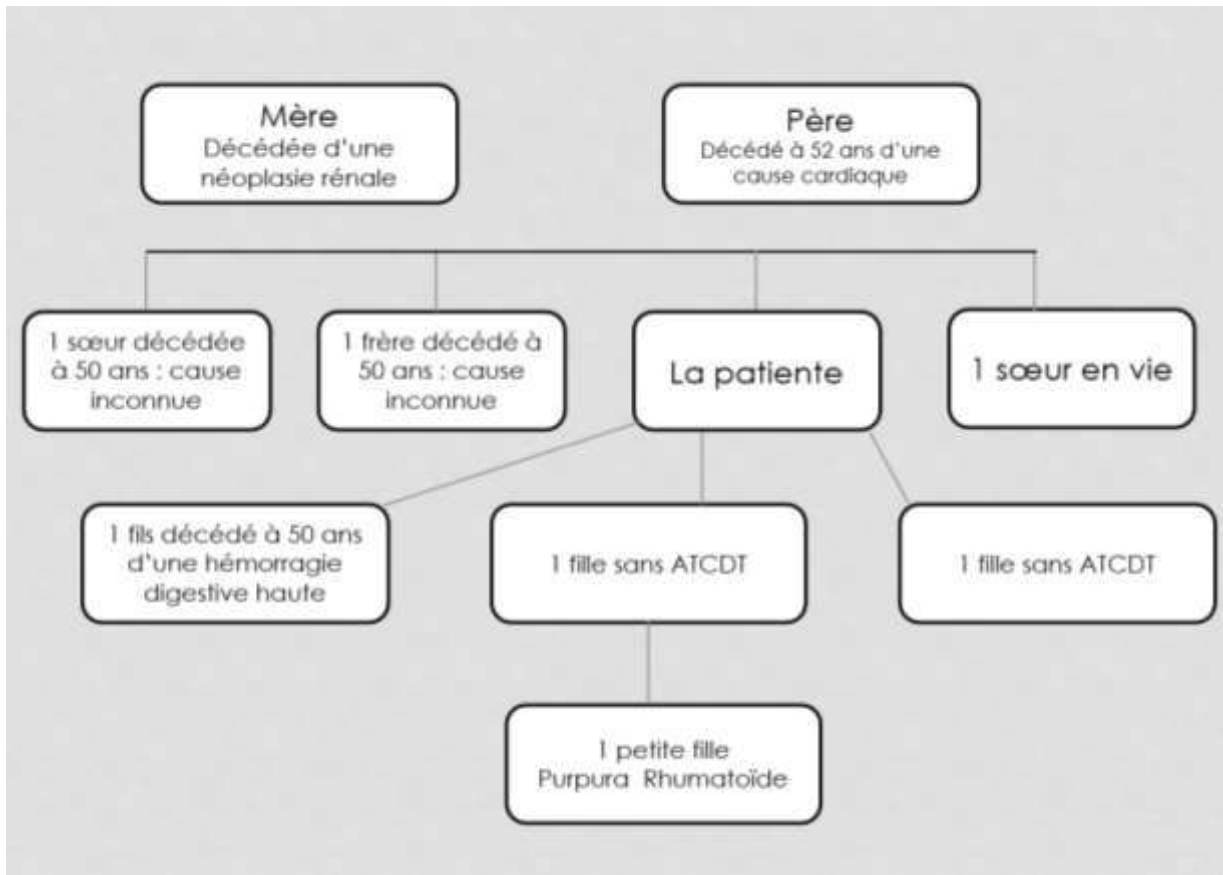 Mère
Décédée d'une
néoplasie rénale
Père
Décédé à 52 ans d'une
cause cardiaque
1 sœur décédée
à 50 ans : cause
inconnue
1 frère décédé à
50 ans : cause
inconnue
La patiente
1 sœur en vie
1 fils décédé à 50 ans
d'une hémorragie
digestive haute
1 fille sans ATCDT
1 fille sans ATCDT
1 petite fille
Purpura Rhumatoïde